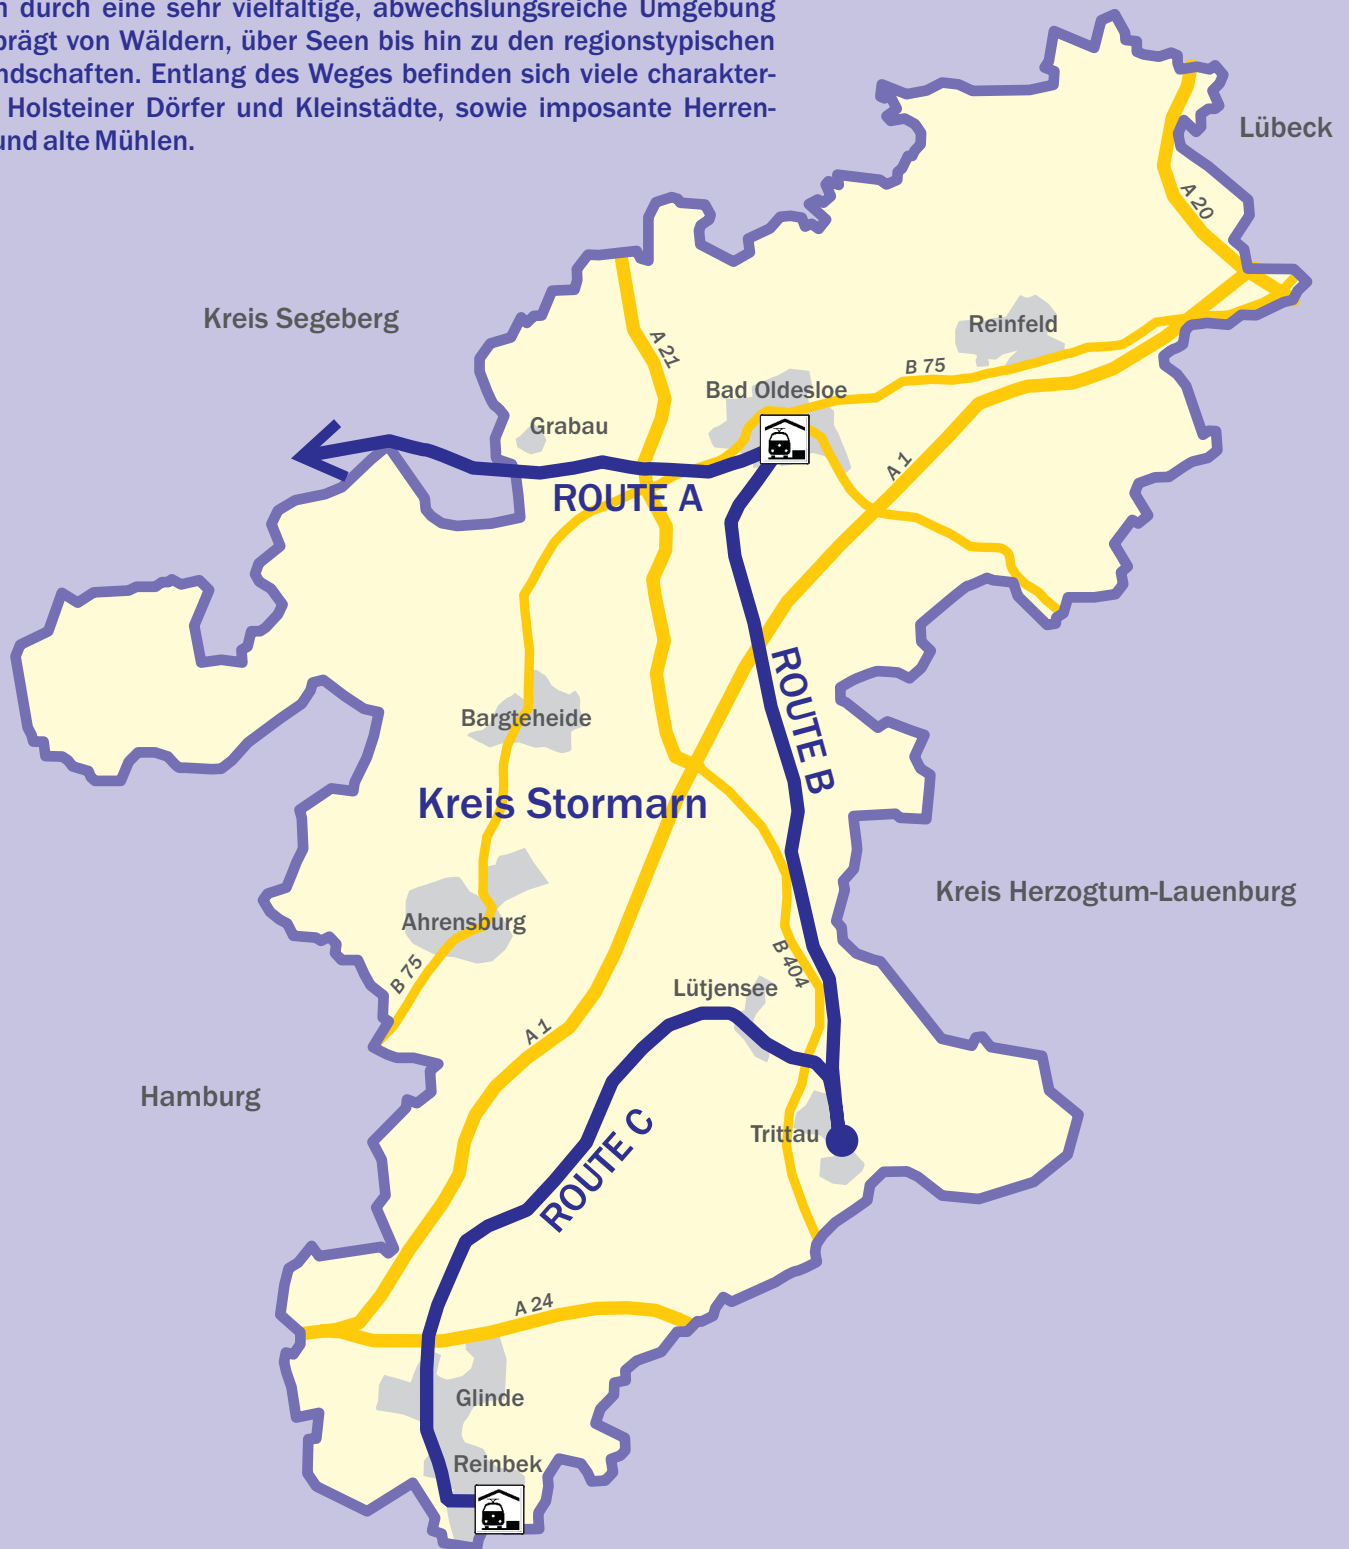 durch eine sehr vielfältige, abwechslungsreiche Umgebung
von Wäldern, über Seen bis hin zu den regionstypischen
Entlang des Weges befinden sich viele charakter-
Holsteiner Dörfer und Kleinstädte, sowie imposante Herren-
und alte Mühlen.
Lübeck
A 20
Kreis Segeberg
Reinfeld
A 21
B 75
Bad Oldesloe
Grabau
A 1
ROUTE A
ROUTE B
Bargteheide
Kreis Stormarn
Kreis Herzogtum-Lauenburg
Ahrensburg
B 75
B 404
Lütjensee
A 1
Hamburg
Trittau
ROUTE C
A 24
Glinde
Reinbek